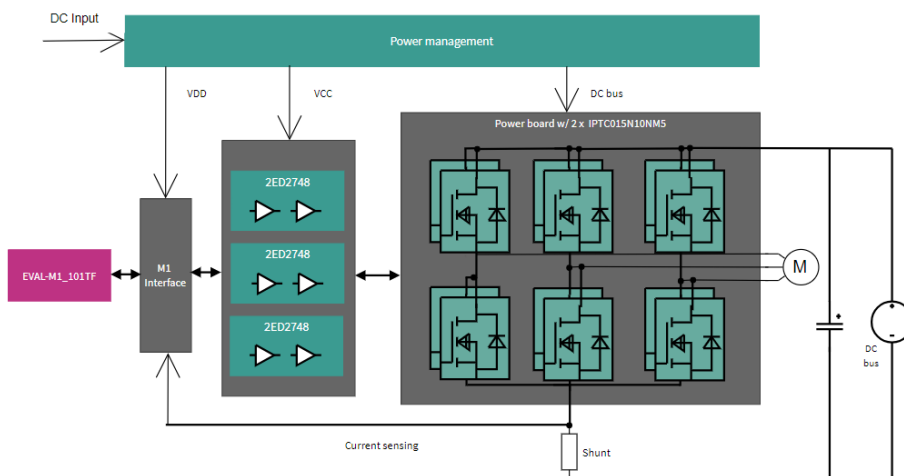 DC Input
Power management
VDD
VCC
DC bus
Power board w/ 2 x IPTC015N10NM5
2ED2748
2ED2748
2ED2748
EVAL-M1_101TF
M1
Interface
M
+
+
-
DC
bus
Current sensing
Shunt